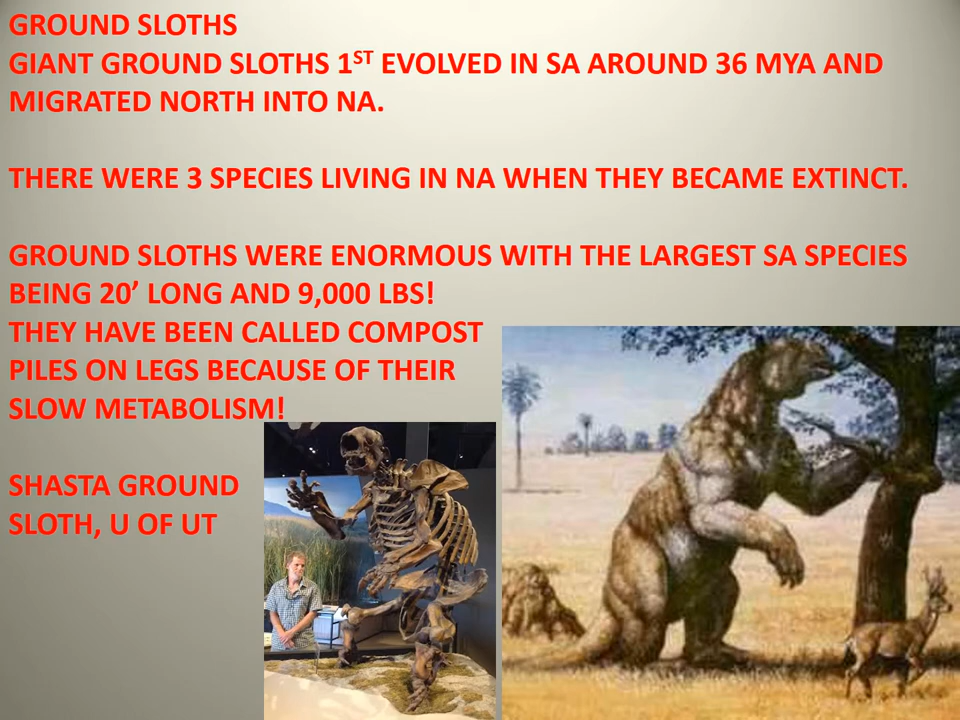 GROUND SLOTHS
GIANT GROUND SLOTHS 1ST EVOLVED IN SA AROUND 36 MYA AND
MIGRATED NORTH INTO NA.
THERE WERE 3 SPECIES LIVING IN NA WHEN THEY BECAME EXTINCT.
GROUND SLOTHS WERE ENORMOUS WITH THE LARGEST SA SPECIES
BEING 20’ LONG AND 9,000 LBS!
THEY HAVE BEEN CALLED COMPOST
PILES ON LEGS BECAUSE OF THEIR
SLOW METABOLISM!
SHASTA GROUND
SLOTH, U OF UT